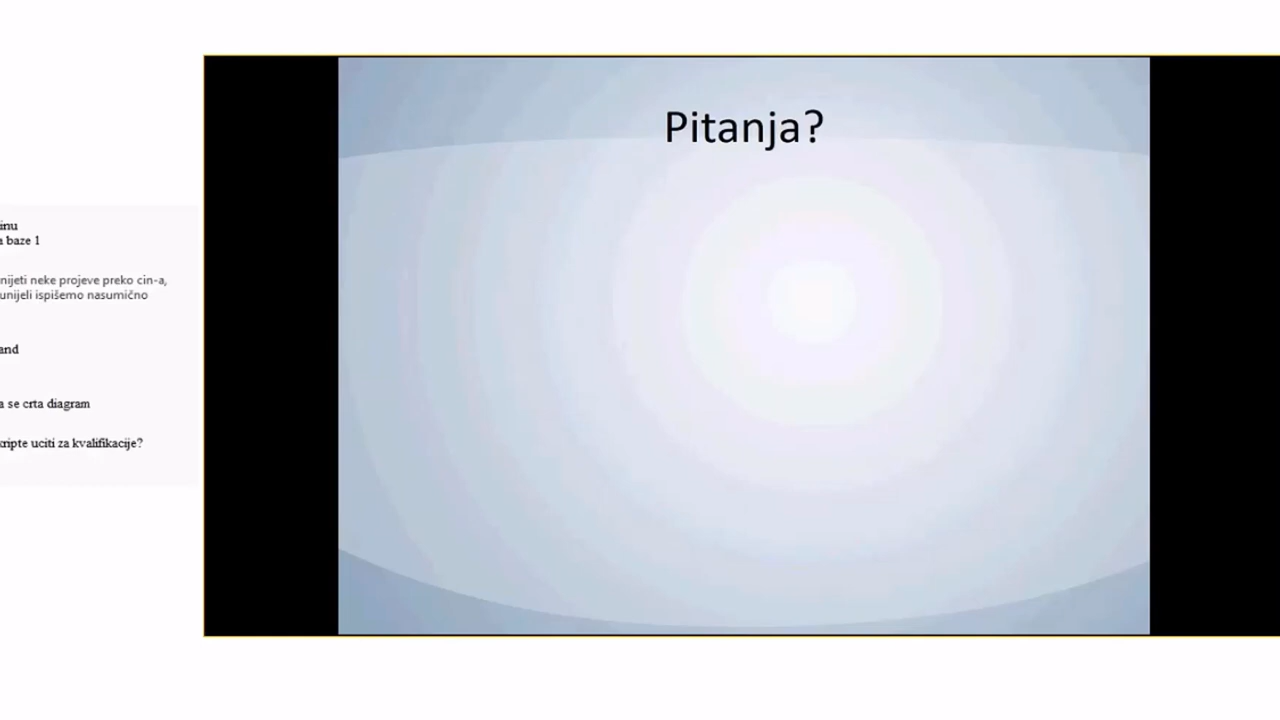 Pitanja?
inu
baze 1
nijeti neke projeve preko cin-a,
unijeli ispišemo nasumično
and
a se crta diagram
kripte uciti za kvalifikacije?